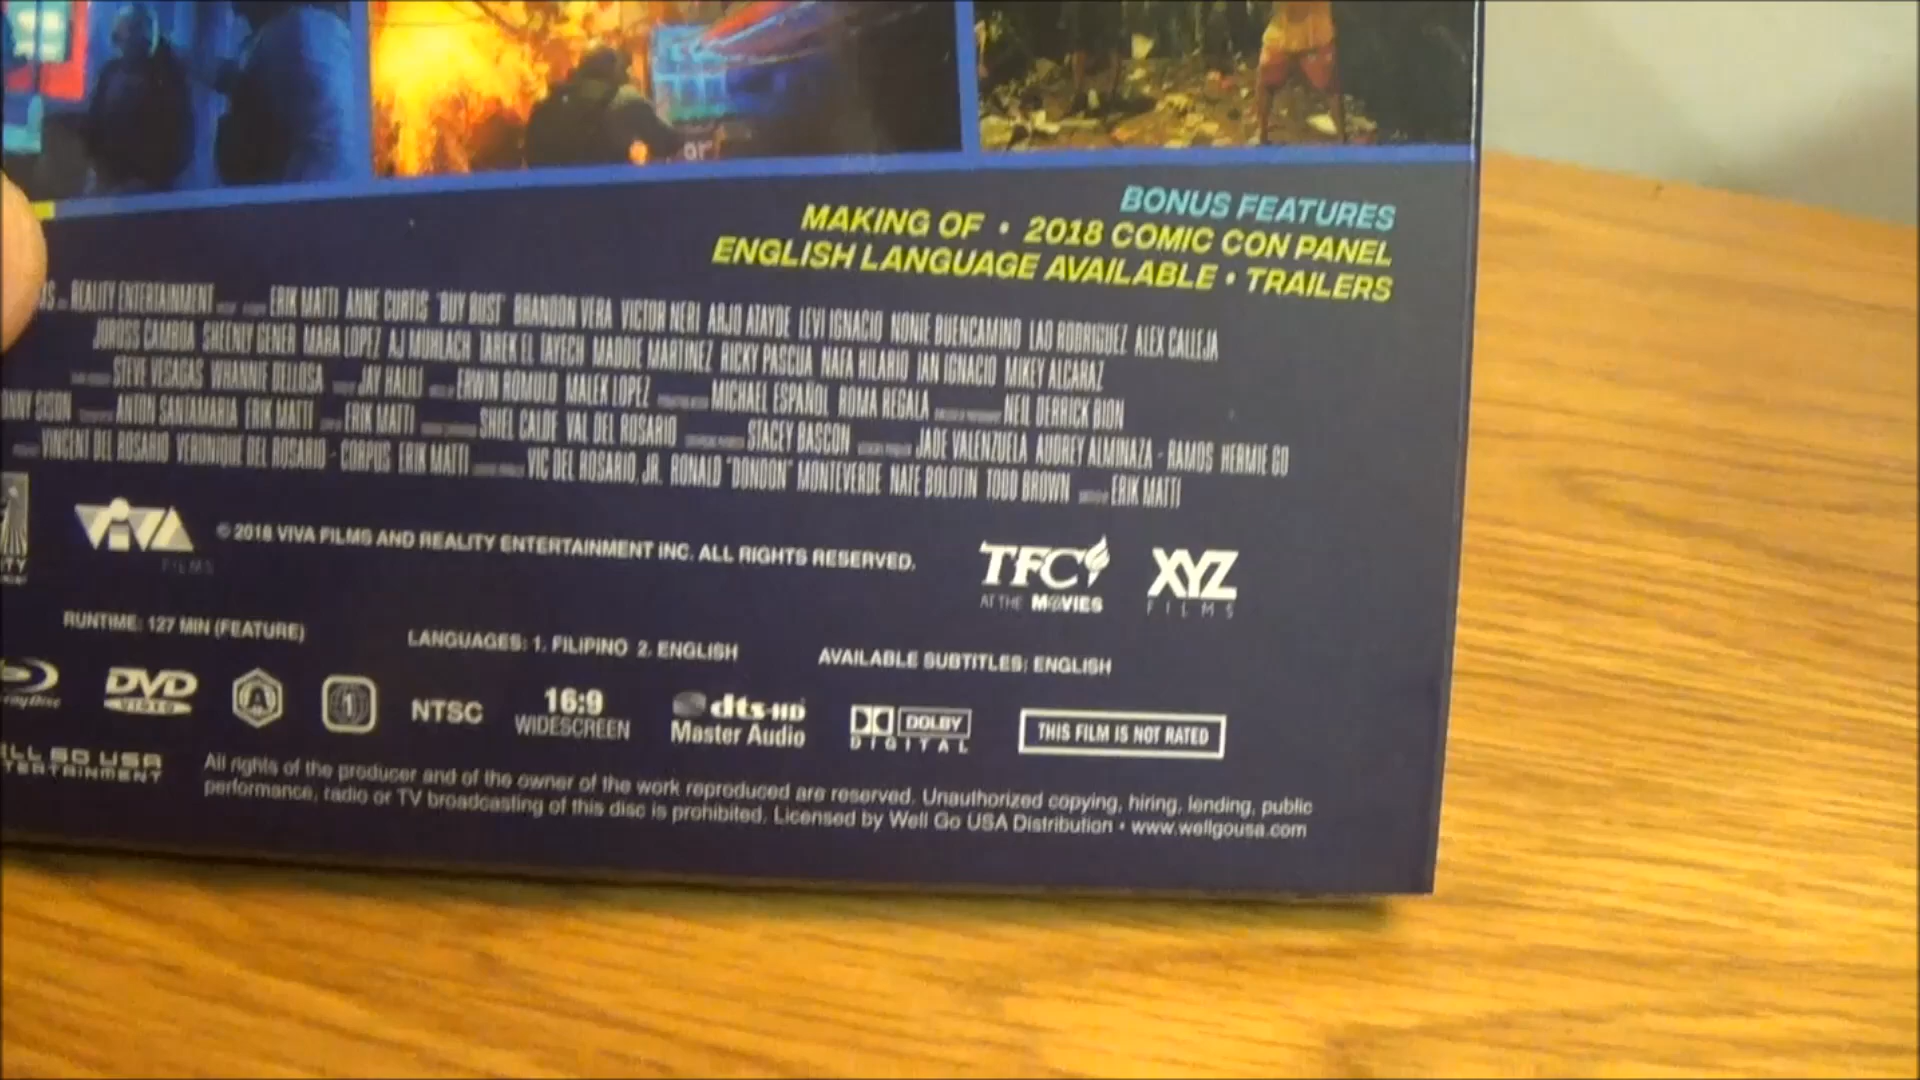 BONUS FEATURES
MAKING OF • 2018 COMIC CON PANEL
ENGLISH LANGUAGE AVAILABLE • TRAILERS
REALITY ENTERTAINMENT ERIK MATTI ANNE CURTIS "BUY BUST" BRANDON VERA VICTOR NERI ARJO ATAYDE LEVI IGNACIO NONIE BUENCAMINO LAO RODRIGUEZ ALEX CALLEJA
JOROSS GAMBOA SHEENLY GENER MARA LOPEZ AJ MUHLACH TAREK EL TAYECH MADDIE MARTINEZ RICKY PASCUA NAFA HILARIO IAN IGNACIO MIKEY ALCARAZ
STEVE VESAGAS WHANNIE DELLOSA JAY HALILI ERWIN ROMULO MALEK LOPEZ MICHAEL ESPAÑOL ROMA REGALA NEIL DERRICK BION
SISON ANTON SANTAMARIA ERIK MATTI ERIK MATTI SHIEL CALDE VAL DEL ROSARIO STACEY BASCON JADE VALENZUELA AUDREY ALMINAZA - RAMOS HERMIE GO
VINCENT DEL ROSARIO VERONIQUE DEL ROSARIO - CORPUS ERIK MATTI VIC DEL ROSARIO, JR. RONALD "DONDON" MONTEVERDE NATE BOLOTIN TODD BROWN ERIK MATTI
VIVA FILMS © 2018 VIVA FILMS AND REALITY ENTERTAINMENT INC. ALL RIGHTS RESERVED. TFC AT THE MOVIES XYZ FILMS
RUNTIME: 127 MIN (FEATURE) LANGUAGES: 1. FILIPINO 2. ENGLISH AVAILABLE SUBTITLES: ENGLISH
DVD VIDEO A 1 NTSC 16:9 WIDESCREEN dts-HD Master Audio DOLBY DIGITAL THIS FILM IS NOT RATED
GO USA
All rights of the producer and of the owner of the work reproduced are reserved. Unauthorized copying, hiring, lending, public
performance, radio or TV broadcasting of this disc is prohibited. Licensed by Well Go USA Distribution • www.wellgousa.com